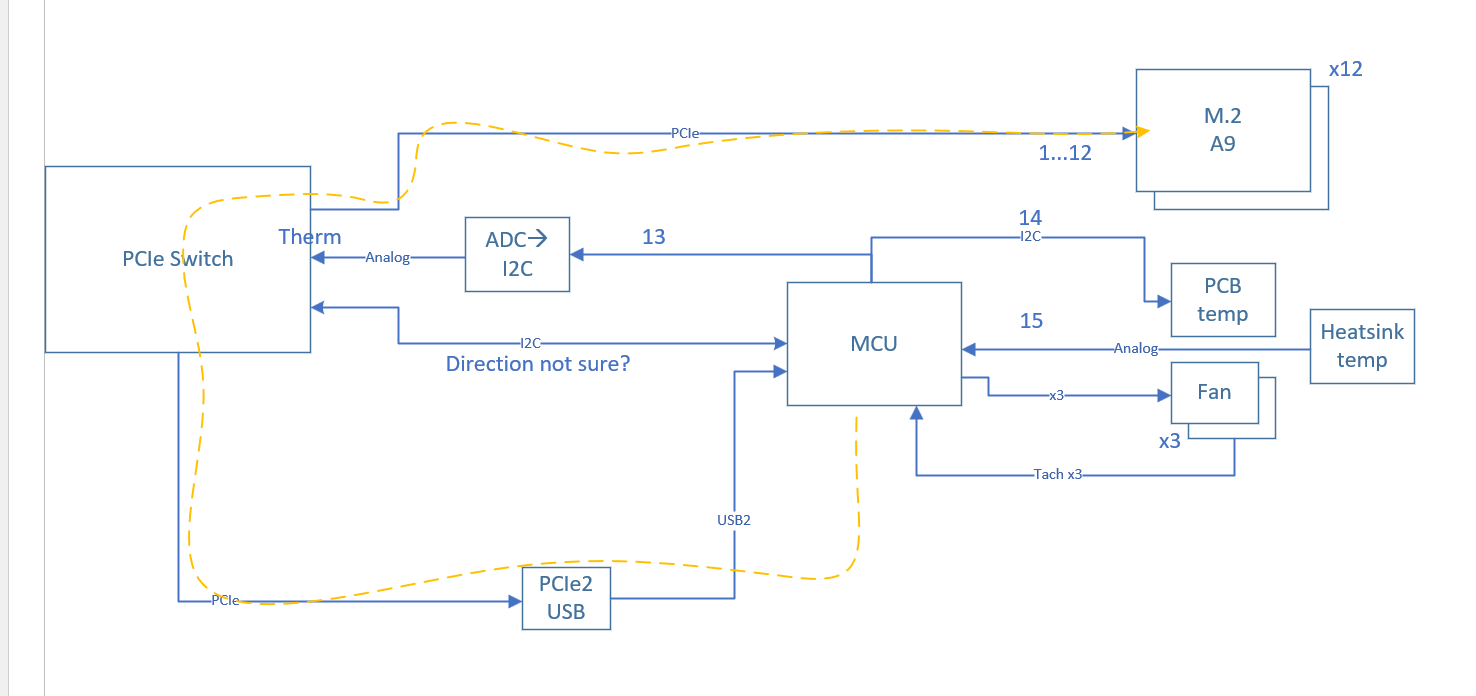 x12
M.2
A9
PCIe
1...12
14
I2C
Therm
13
ADC→
I2C
PCIe Switch
Analog
PCB
temp
15
Heatsink
temp
I2C
MCU
Analog
Direction not sure?
x3
Fan
x3
Tach x3
USB2
PCIe2
USB
PCIe